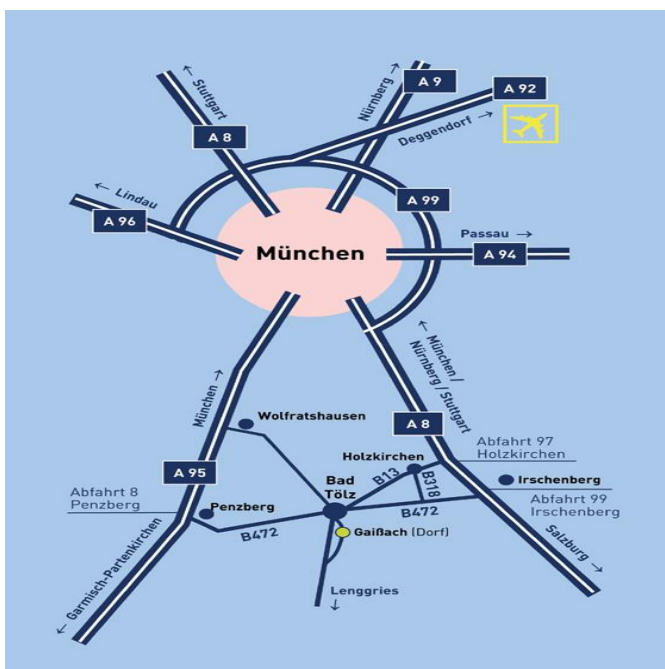 ← Stuttgart
A 8
Nürnberg →
A 9
A 92
Deggendorf →
← Lindau
A 96
A 99
München
Passau →
A 94
München →
← München /
Nürnberg / Stuttgart
A 8
Wolfratshausen
Holzkirchen
Abfahrt 97
Holzkirchen
A 95
Bad
Tölz
B13
B318
Irschenberg
Abfahrt 8
Penzberg
Penzberg
B472
B472
Abfahrt 99
Irschenberg
Gaißach (Dorf)
Salzburg →
← Garmisch-Partenkirchen
Lenggries
↓